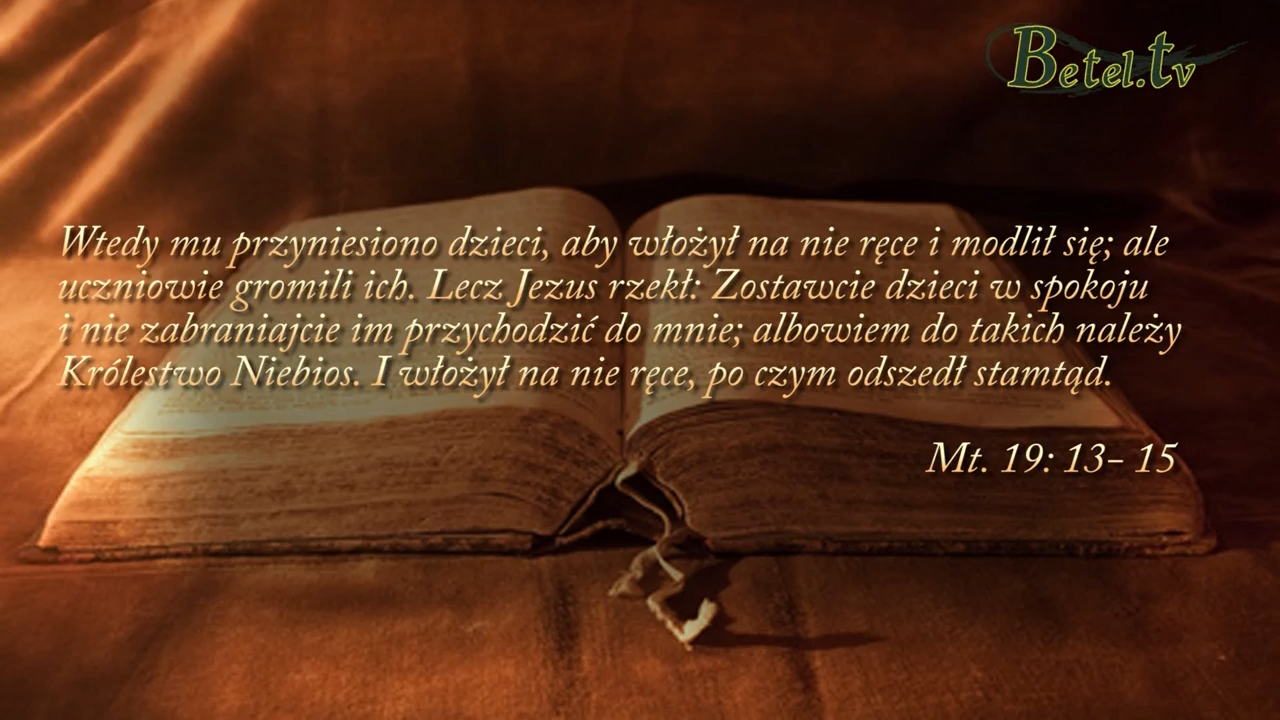 Betel.tv
Wtedy mu przyniesiono dzieci, aby włożył na nie ręce i modlił się; ale
uczniowie gromili ich. Lecz Jezus rzekł: Zostawcie dzieci w spokoju
i nie zabraniajcie im przychodzić do mnie; albowiem do takich należy
Królestwo Niebios. I włożył na nie ręce, po czym odszedł stamtąd.
Mt. 19: 13- 15